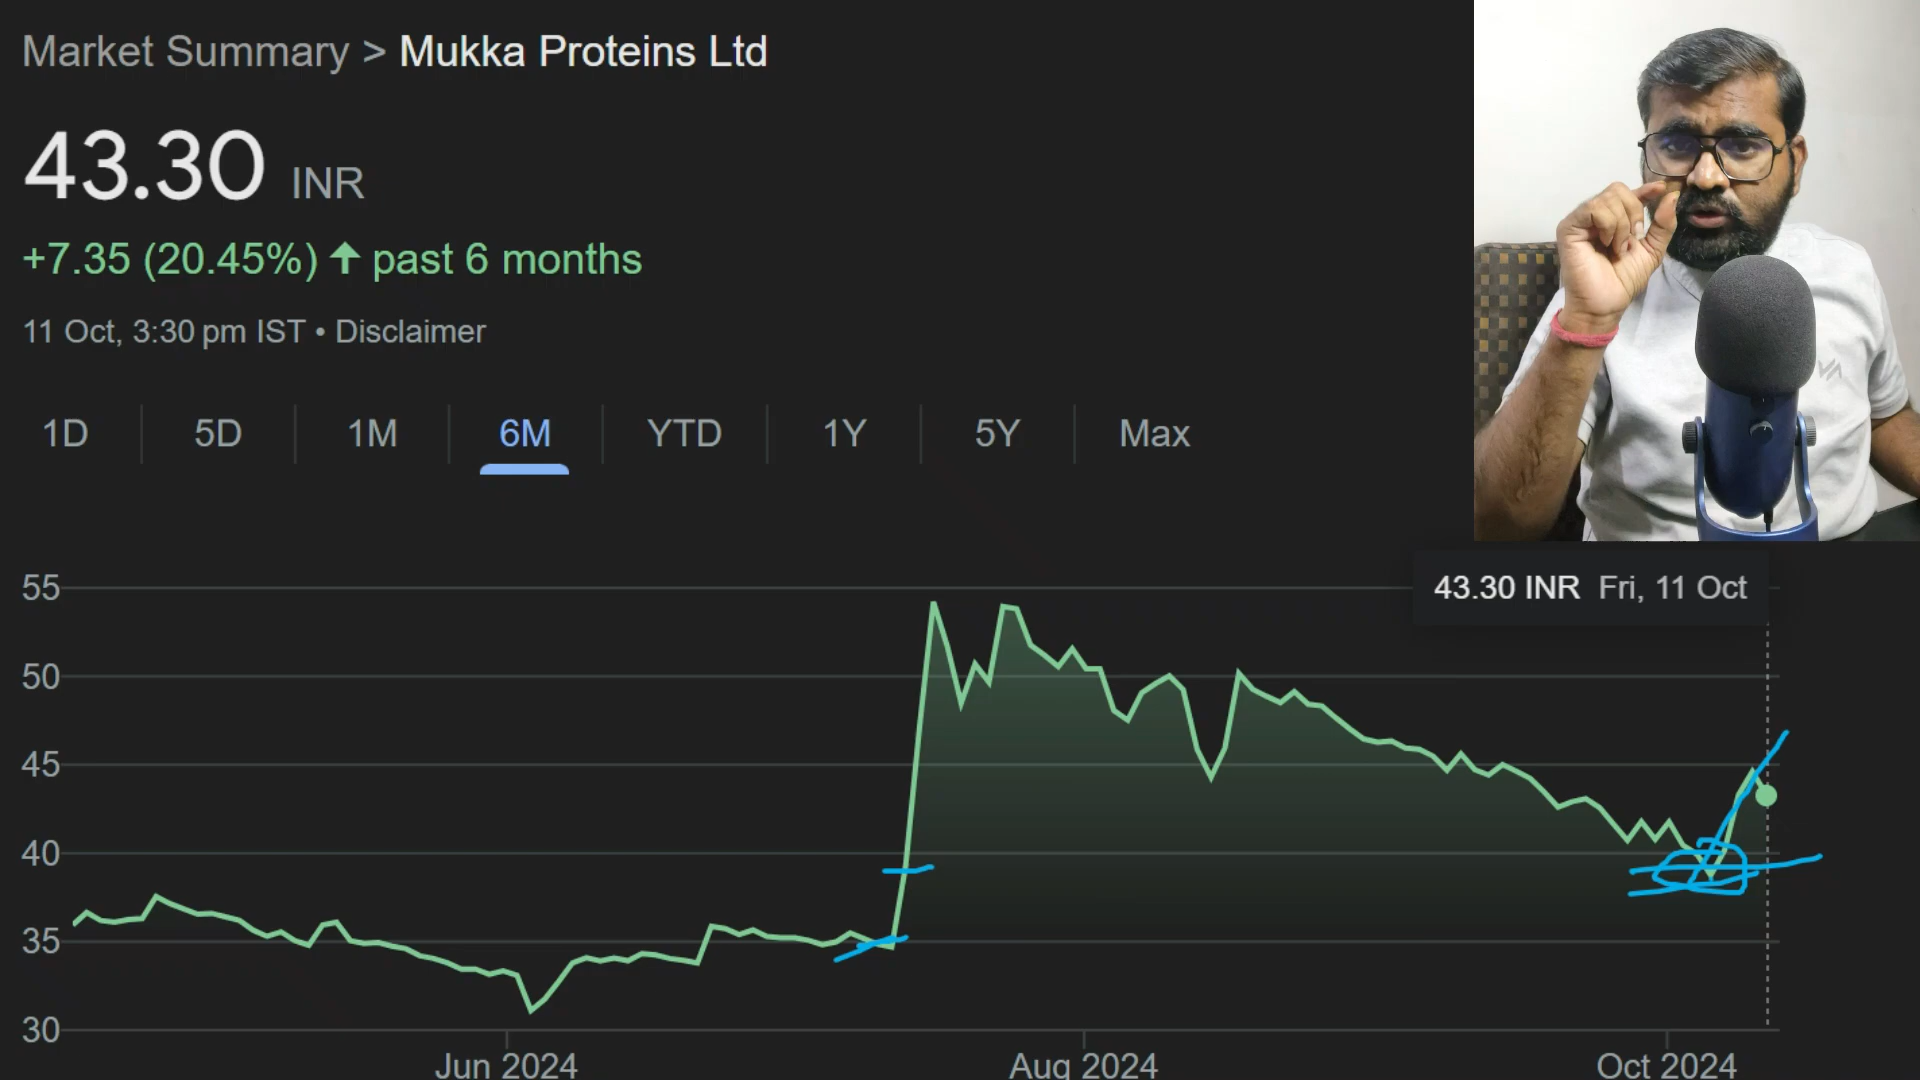 Market Summary > Mukka Proteins Ltd
43.30 INR
+7.35 (20.45%) ↑ past 6 months
11 Oct, 3:30 pm IST • Disclaimer
1D 5D 1M 6M YTD 1Y 5Y Max
43.30 INR Fri, 11 Oct
55
50
45
40
35
30
Jun 2024 Aug 2024 Oct 2024